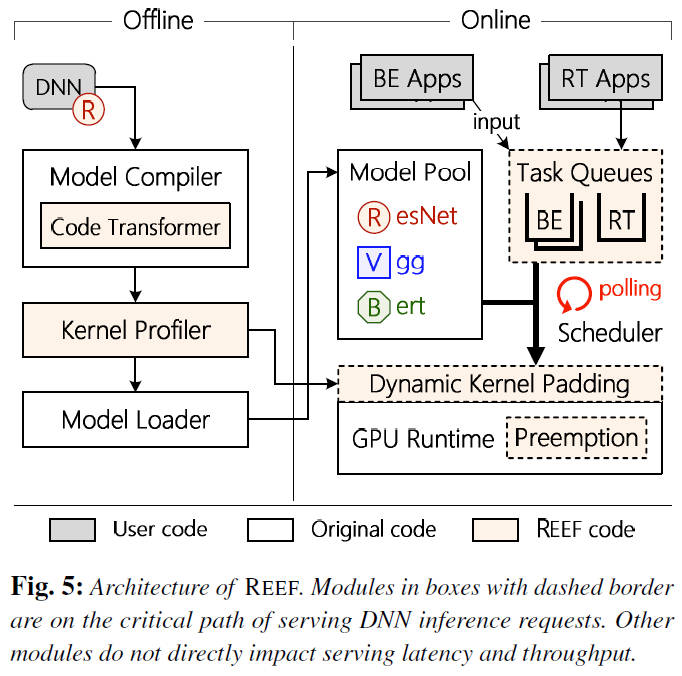 Offline
Online
DNN
R
BE Apps
RT Apps
input
Model Compiler
Code Transformer
Model Pool
R esNet
V gg
B ert
Task Queues
BE
RT
polling
Scheduler
Kernel Profiler
Model Loader
Dynamic Kernel Padding
GPU Runtime
Preemption
User code
Original code
REEF code
Fig. 5: Architecture of REEF. Modules in boxes with dashed border
are on the critical path of serving DNN inference requests. Other
modules do not directly impact serving latency and throughput.